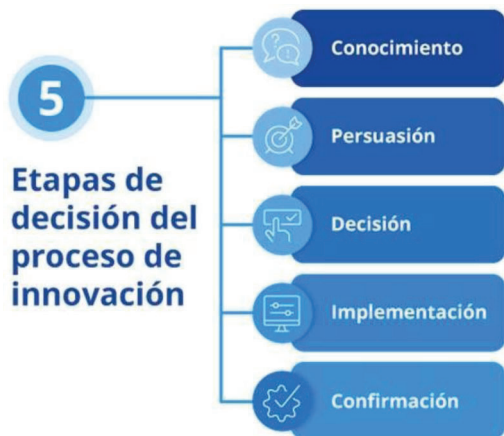 5
Etapas de
decisión del
proceso de
innovación
Conocimiento
Persuasión
Decisión
Implementación
Confirmación